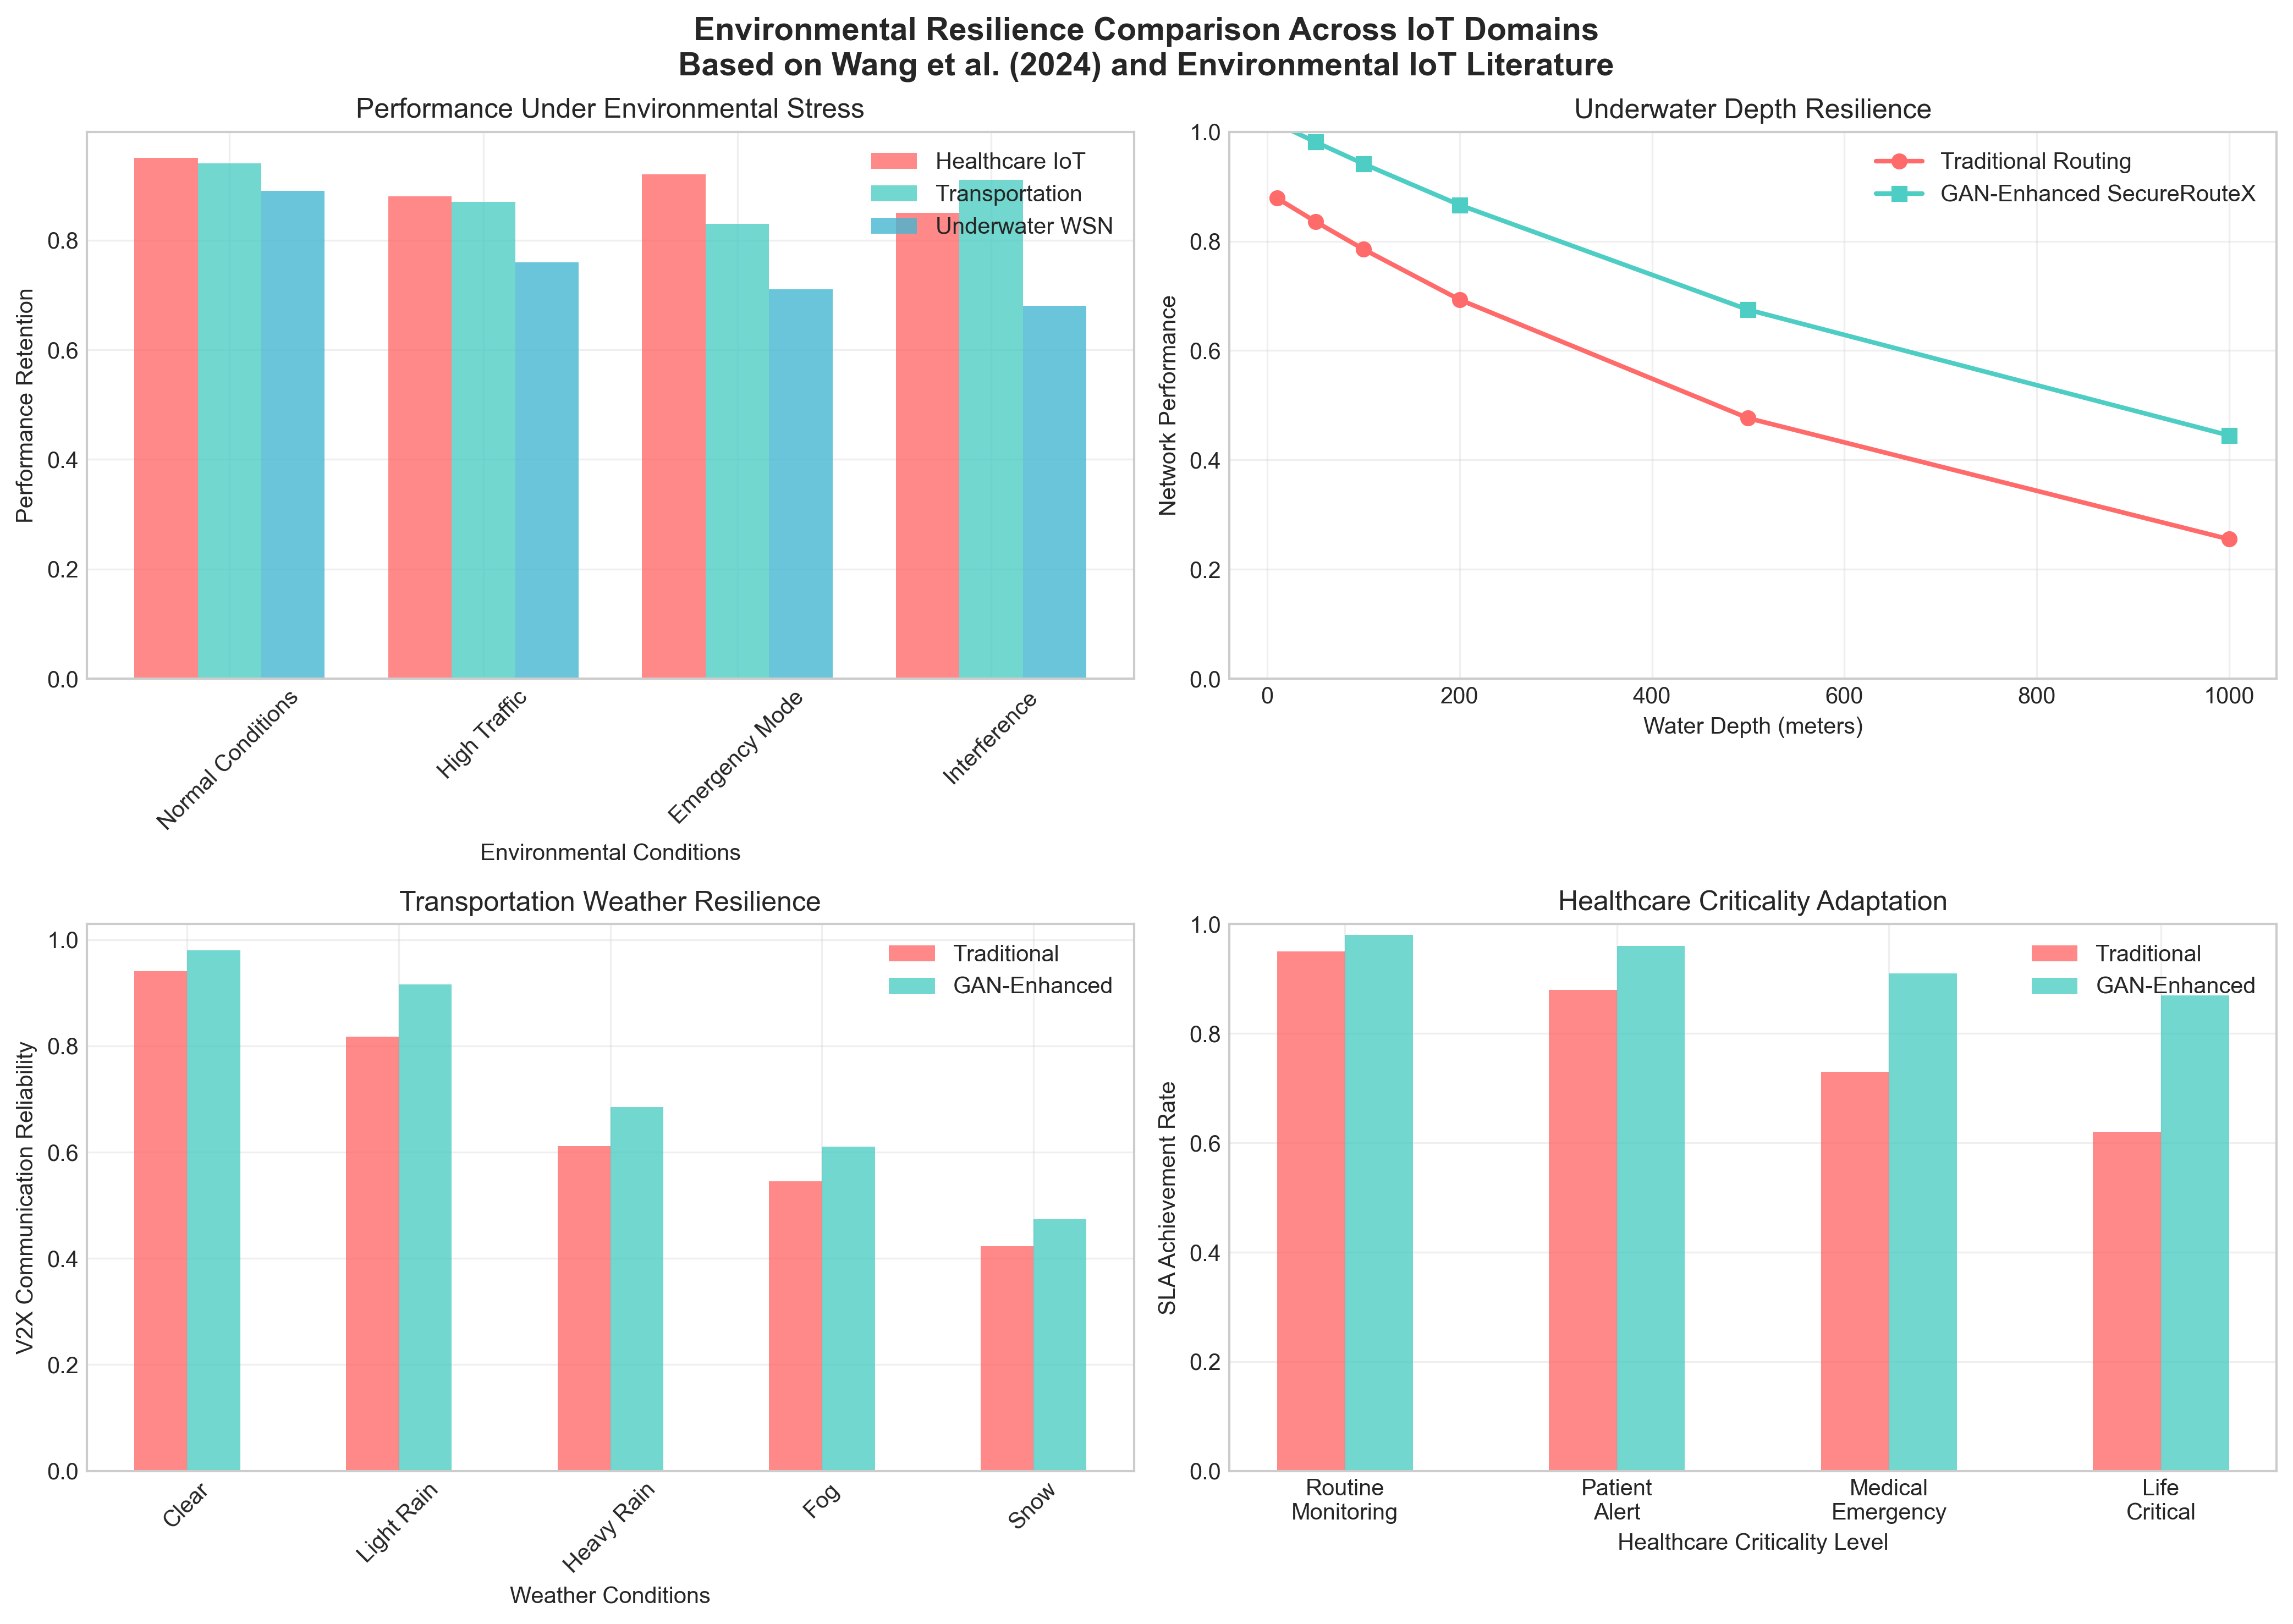 Environmental Resilience Comparison Across IoT Domains
Based on Wang et al. (2024) and Environmental IoT Literature
Performance Under Environmental Stress
Healthcare IoT
Transportation
Underwater WSN
Performance Retention
0.8
0.6
0.4
0.2
0.0
Normal Conditions
High Traffic
Emergency Mode
Interference
Environmental Conditions
Underwater Depth Resilience
Traditional Routing
GAN-Enhanced SecureRouteX
Network Performance
1.0
0.8
0.6
0.4
0.2
0.0
0
200
400
600
800
1000
Water Depth (meters)
Transportation Weather Resilience
Traditional
GAN-Enhanced
V2X Communication Reliability
1.0
0.8
0.6
0.4
0.2
0.0
Clear
Light Rain
Heavy Rain
Fog
Snow
Weather Conditions
Healthcare Criticality Adaptation
Traditional
GAN-Enhanced
SLA Achievement Rate
1.0
0.8
0.6
0.4
0.2
0.0
Routine
Monitoring
Patient
Alert
Medical
Emergency
Life
Critical
Healthcare Criticality Level